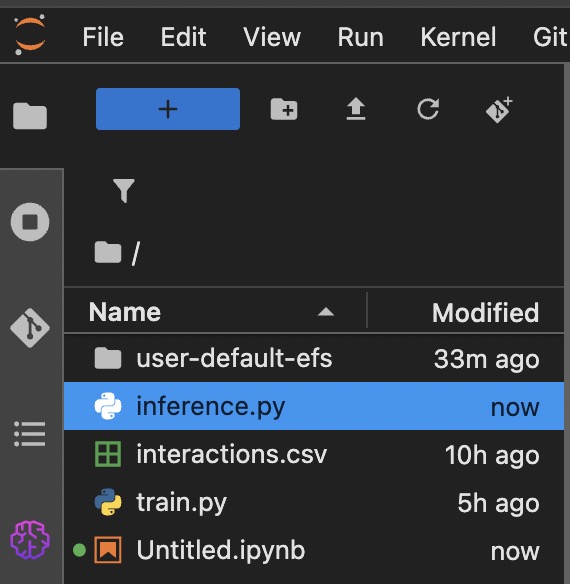 File Edit View Run Kernel Git
/
Name Modified
user-default-efs 33m ago
inference.py now
interactions.csv 10h ago
train.py 5h ago
Untitled.ipynb now